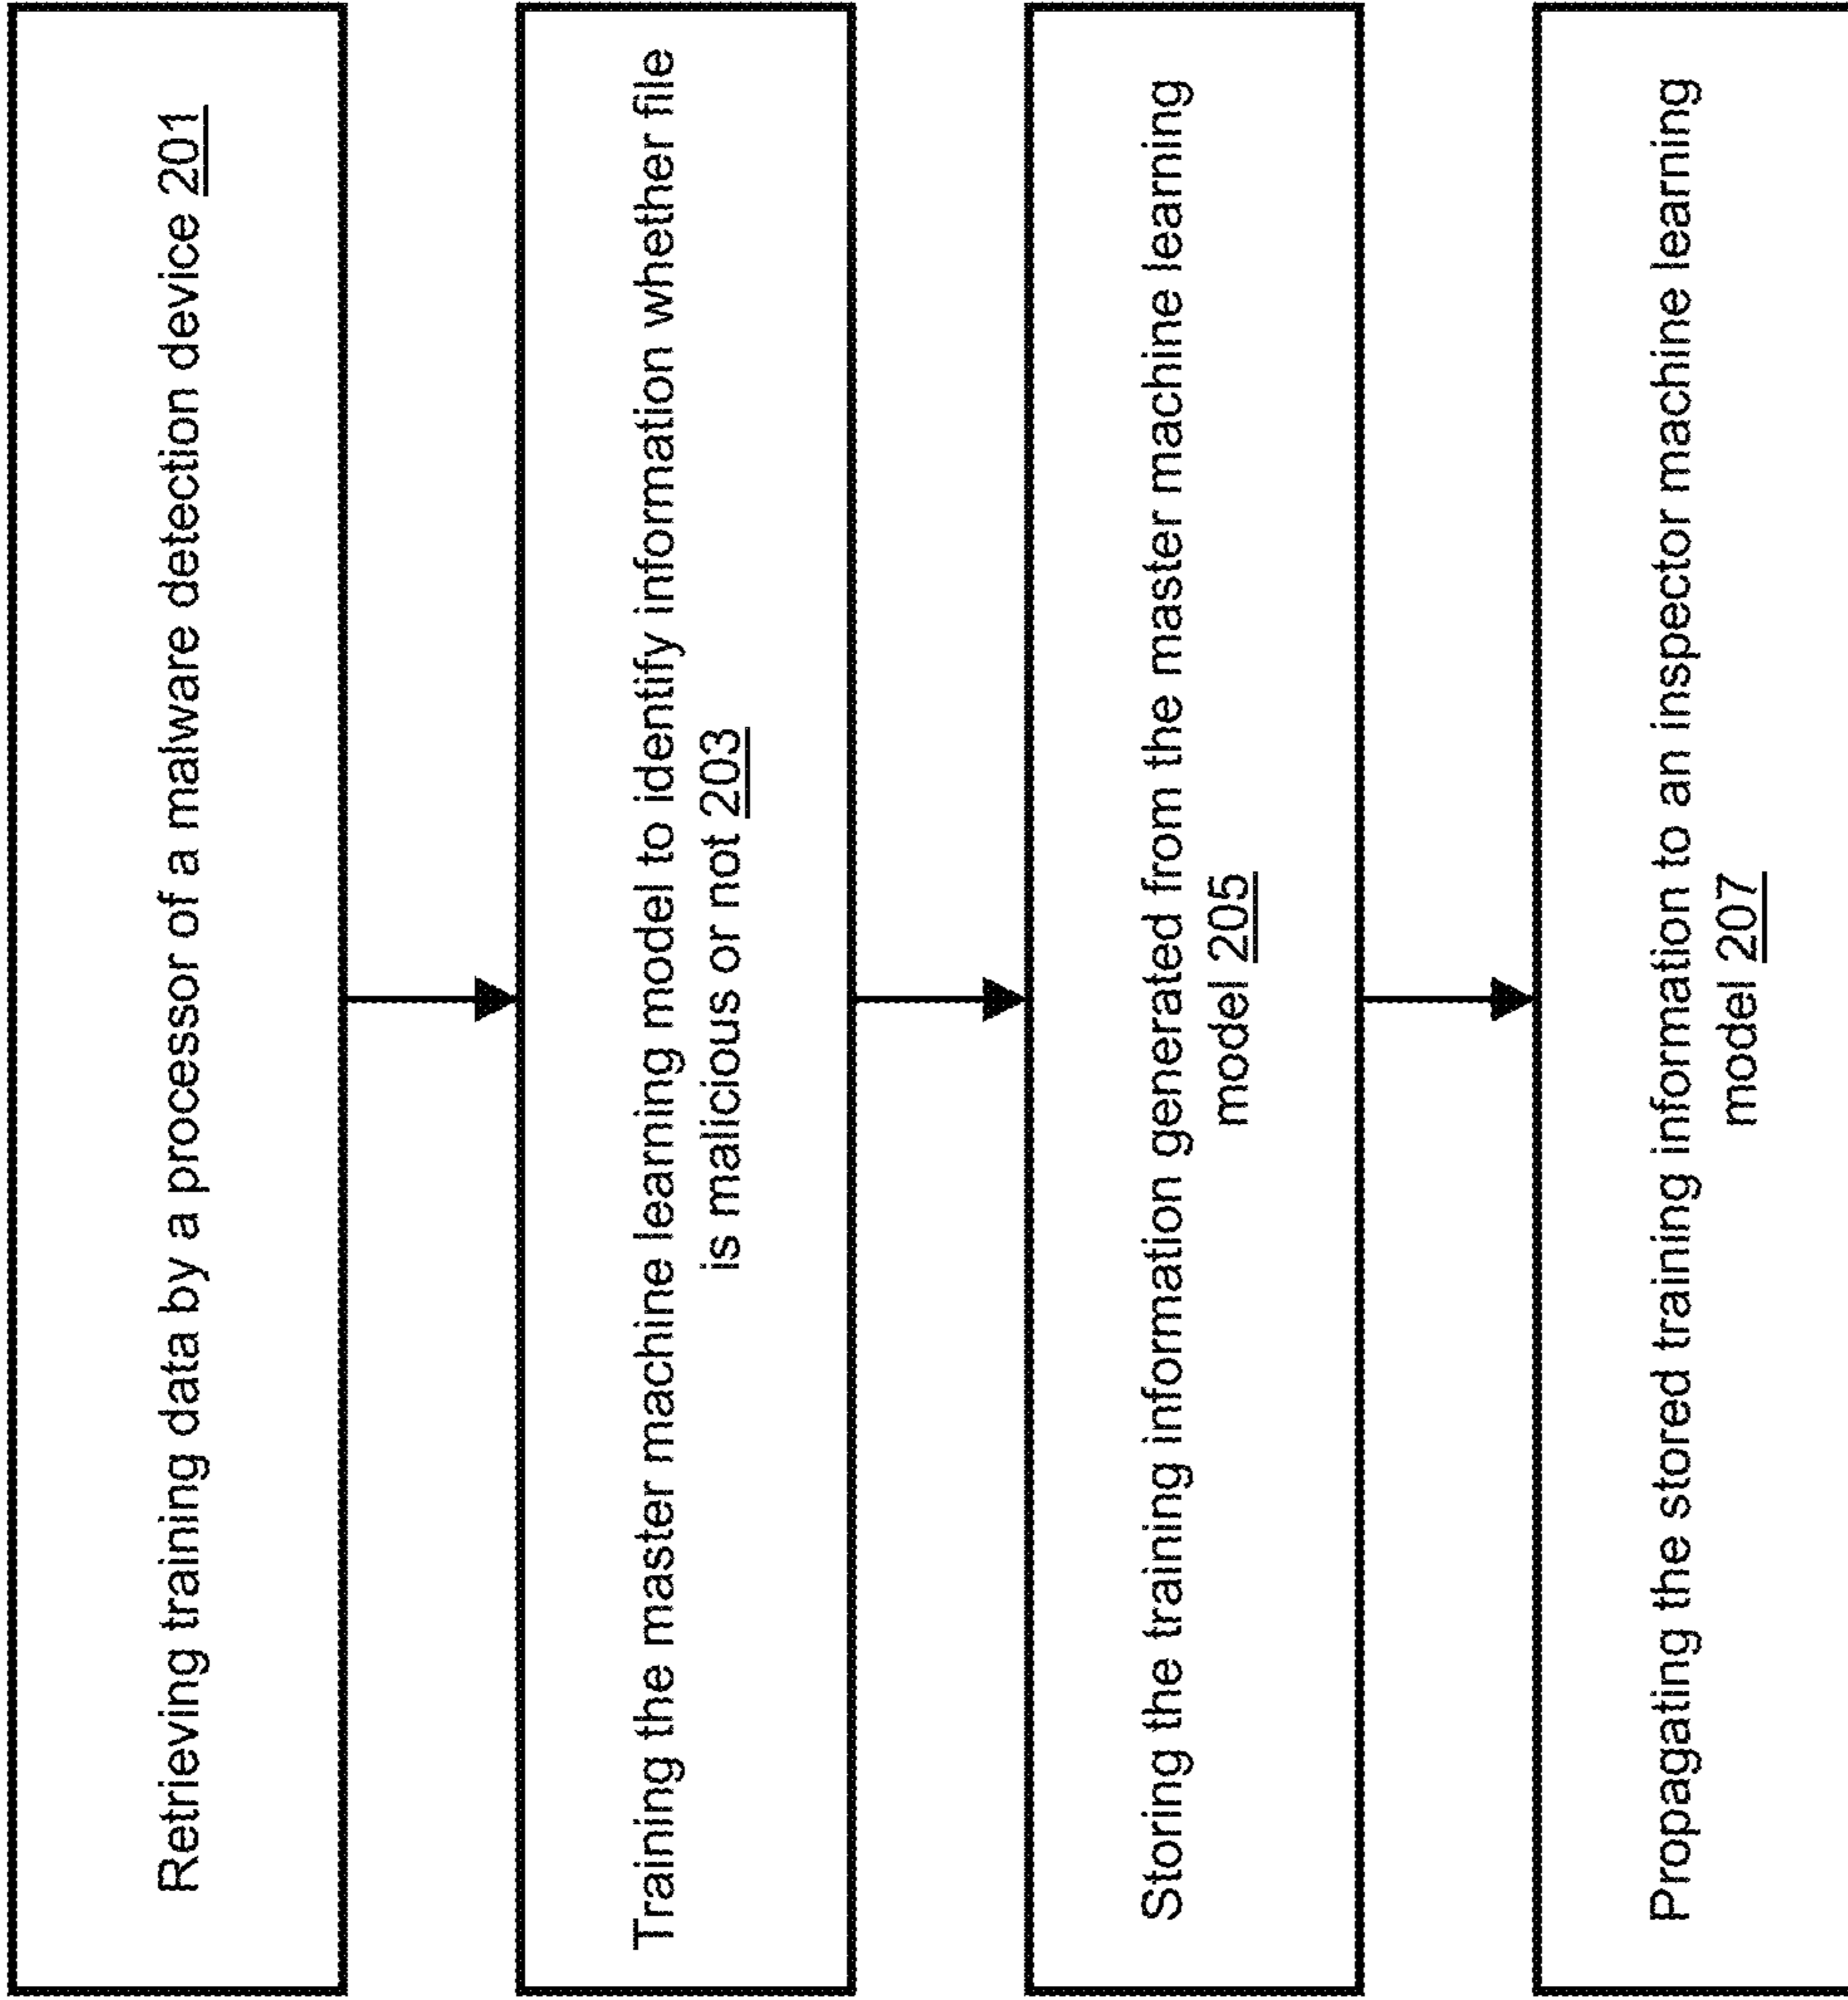 Retrieving training data by a processor of a malware detection device 201
Training the master machine learning model to identify information whether file
is malicious or not 203
Storing the training information generated from the master machine learning
model 205
Propagating the stored training information to an inspector machine learning
model 207